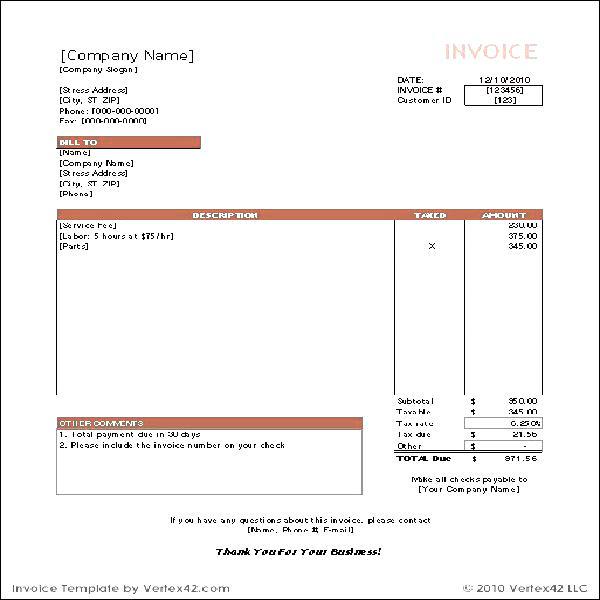 [Company Name]
INVOICE
[Company Slogan]
DATE: 12/10/2010
[Stress Address]
INVOICE # [123456]
[City, ST ZIP]
Customer ID [123]
Phone: [000-000-0000]
Fax: [000-000-0000]
BILL TO
[Name]
[Company Name]
[Stress Address]
[City, ST ZIP]
[Phone]
DESCRIPTION TAXED AMOUNT
[Service Fee] 230.00
[Labor: 5 hours at $75/hr] 375.00
[Parts] X 345.00
Subtotal $ 950.00
Taxable $ 345.00
Tax rate 6.250%
Tax due $ 21.56
Other $ -
TOTAL Due $ 971.56
OTHER COMMENTS
1. Total payment due in 30 days
2. Please include the invoice number on your check
Make all checks payable to
[Your Company Name]
If you have any questions about this invoice, please contact
[Name, Phone #, E-mail]
Thank You For Your Business!
Invoice Template by Vertex42.com
© 2010 Vertex42 LLC